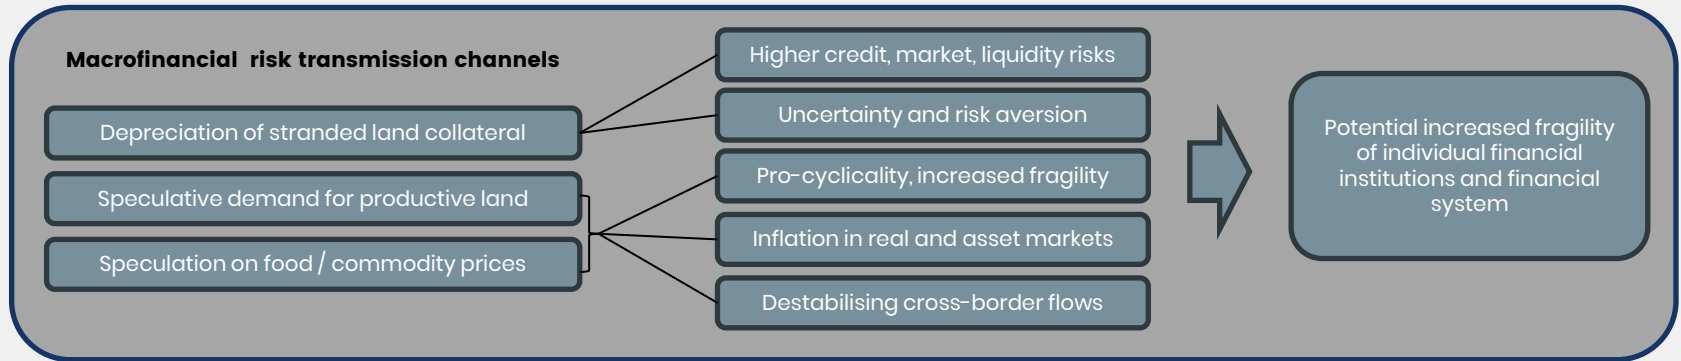 Macrofinancial risk transmission channels
Depreciation of stranded land collateral
Speculative demand for productive land
Speculation on food / commodity prices
Higher credit, market, liquidity risks
Uncertainty and risk aversion
Pro-cyclicality, increased fragility
Inflation in real and asset markets
Destabilising cross-border flows
Potential increased fragility
of individual financial
institutions and financial
system